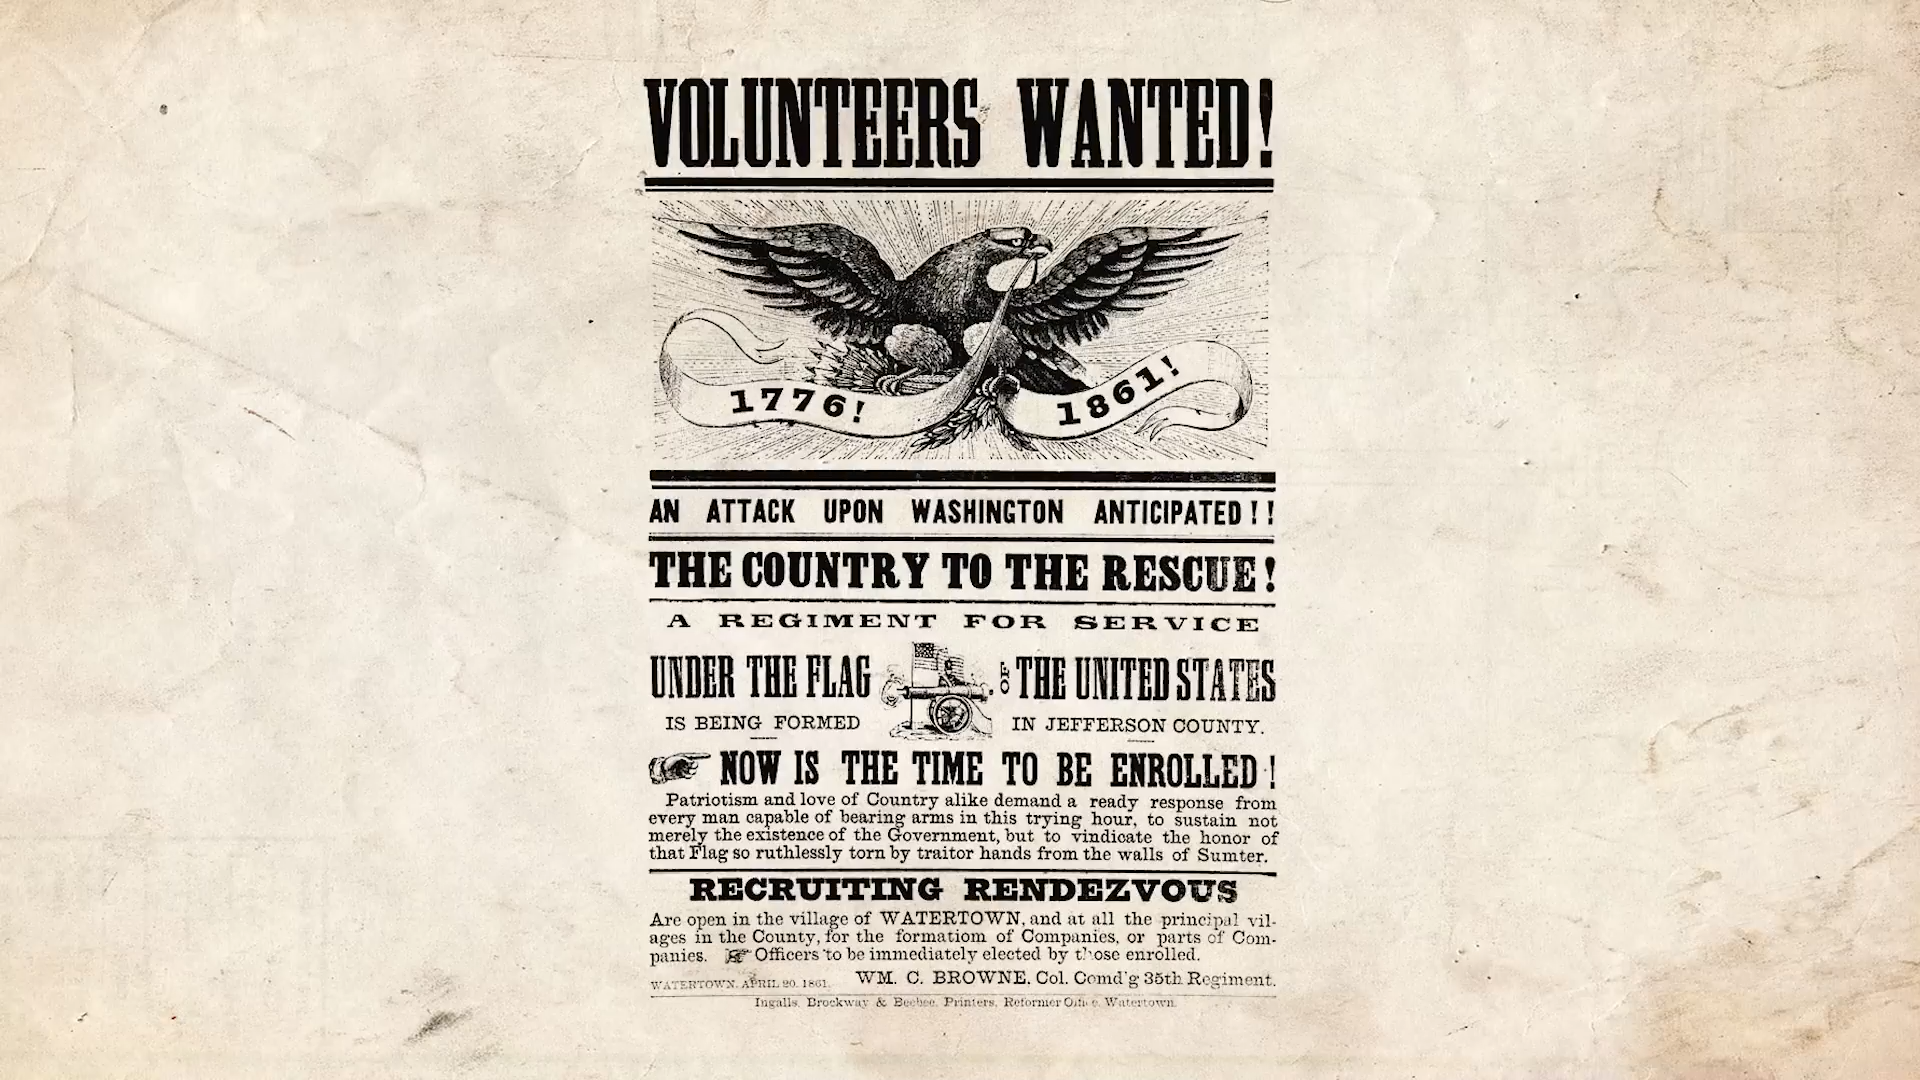 VOLUNTEERS WANTED!
1776! 1861!
AN ATTACK UPON WASHINGTON ANTICIPATED!!
THE COUNTRY TO THE RESCUE!
A REGIMENT FOR SERVICE
UNDER THE FLAG OF THE UNITED STATES
IS BEING FORMED IN JEFFERSON COUNTY.
NOW IS THE TIME TO BE ENROLLED!
Patriotism and love of Country alike demand a ready response from
every man capable of bearing arms in this trying hour, to sustain not
merely the existence of the Government, but to vindicate the honor of
that Flag so ruthlessly torn by traitor hands from the walls of Sumter.
RECRUITING RENDEZVOUS
Are open in the village of WATERTOWN, and at all the principal vil-
ages in the County, for the formatiom of Companies, or parts of Com-
panies. Officers to be immediately elected by those enrolled.
WATERTOWN, APRIL 20, 1861. WM. C. BROWNE, Col. Comd'g 35th Regiment.
Ingalls, Brockway & Beebee, Printers, Reformer Office, Watertown.